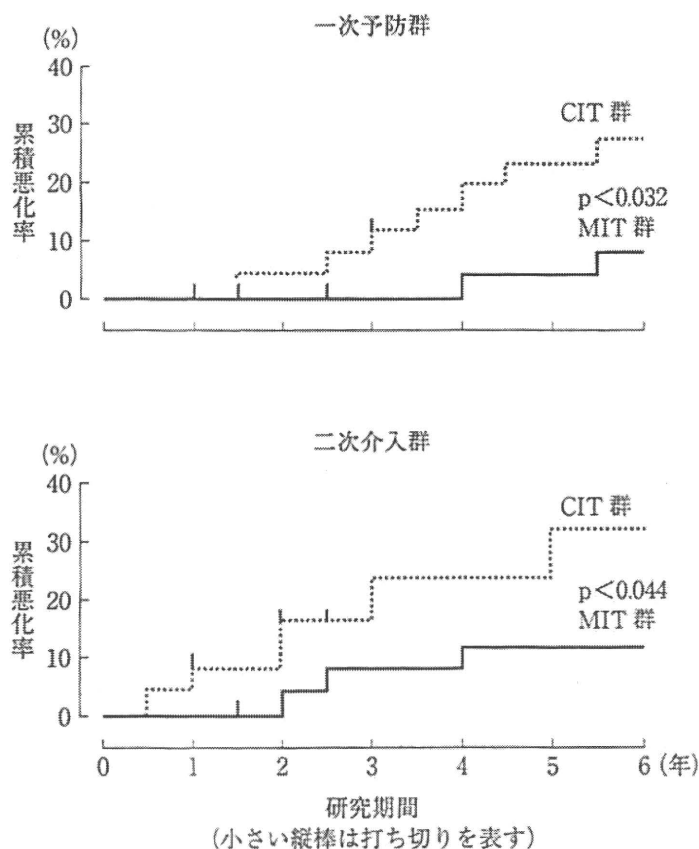 一次予防群
(%)
40
30
20
10
0
累積悪化率
CIT 群
p<0.032
MIT 群
二次介入群
(%)
40
30
20
10
0
累積悪化率
CIT 群
p<0.044
MIT 群
0 1 2 3 4 5 6 (年)
研究期間
(小さい縦棒は打ち切りを表す)